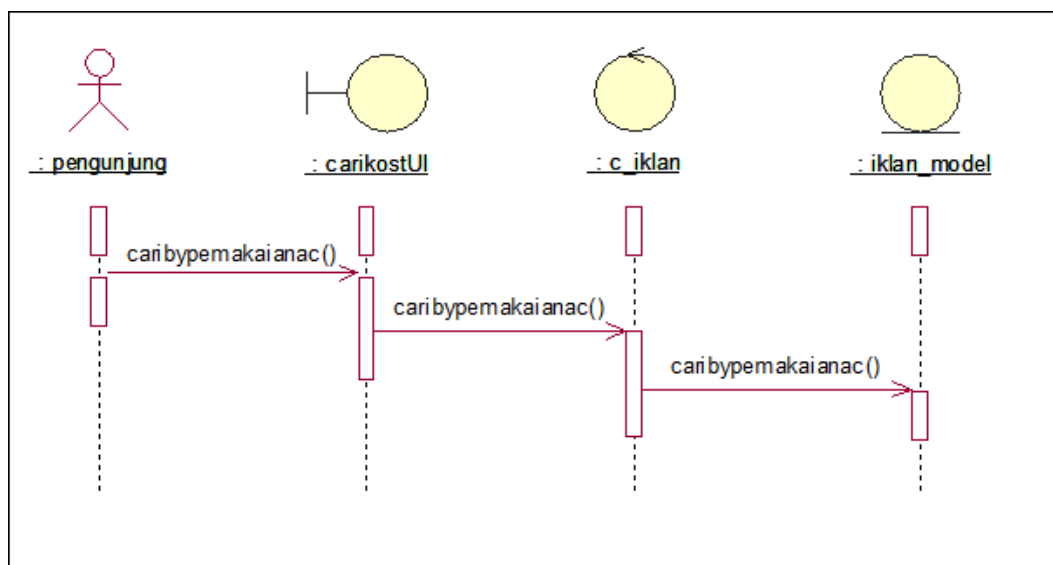 : pengunjung
: carikostUI
: c_iklan
: iklan_model
caribypemakaianac()
caribypemakaianac()
caribypemakaianac()